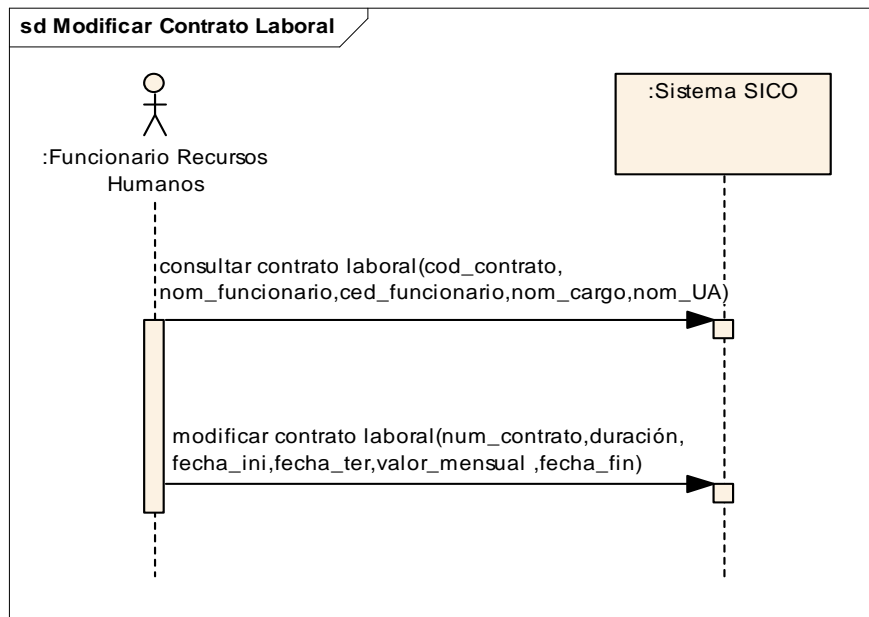 sd Modificar Contrato Laboral
:Funcionario Recursos
Humanos
:Sistema SICO
consultar contrato laboral(cod_contrato,
nom_funcionario,ced_funcionario,nom_cargo,nom_UA)
modificar contrato laboral(num_contrato,duración,
fecha_ini,fecha_ter,valor_mensual ,fecha_fin)